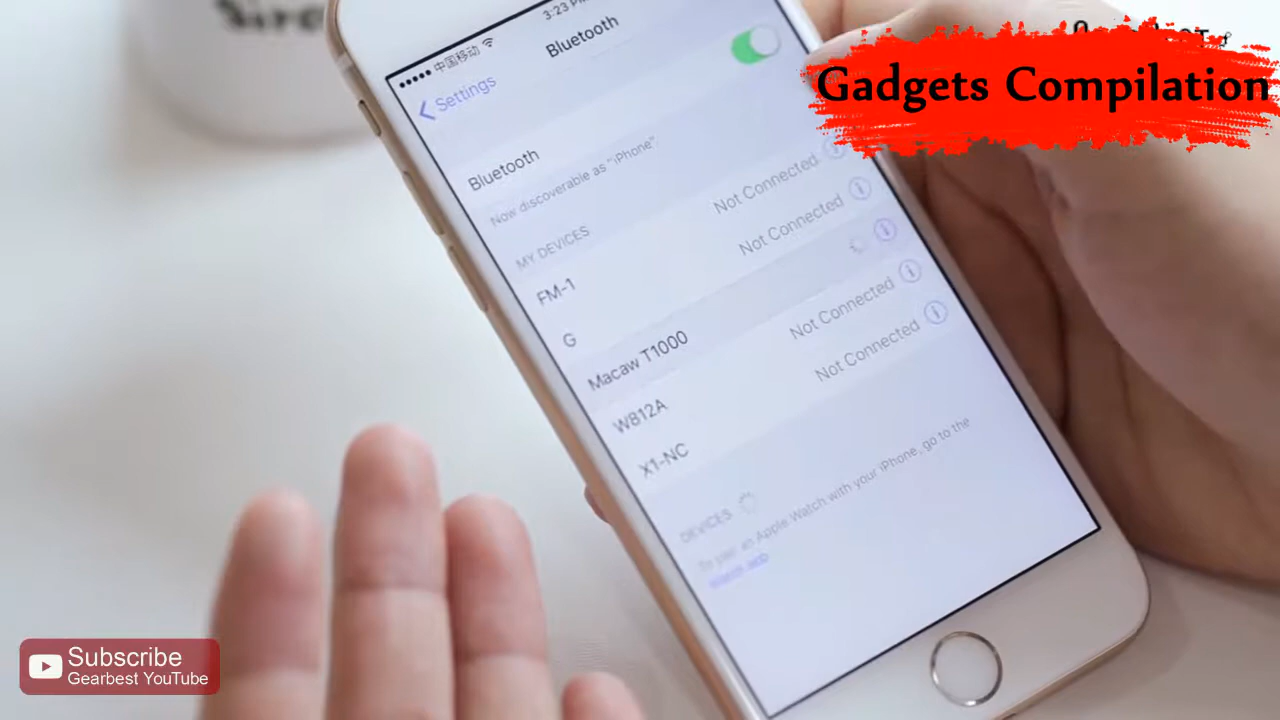 3:23 PM
中国移动
Settings
Bluetooth
Gadgets Compilation
Bluetooth
Now discoverable as "iPhone"
MY DEVICES
FM-1
Not Connected
G
Not Connected
Macaw T1000
W812A
Not Connected
X1-NC
Not Connected
DEVICES
To pair an Apple Watch with your iPhone, go to the
Subscribe
Gearbest YouTube